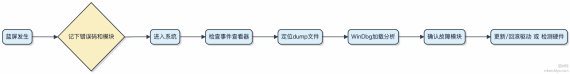 蓝屏发生
记下错误码和模块
进入系统
检查事件查看器
定位dump文件
WinDbg加载分析
确认故障模块
更新/回滚驱动 或 检测硬件